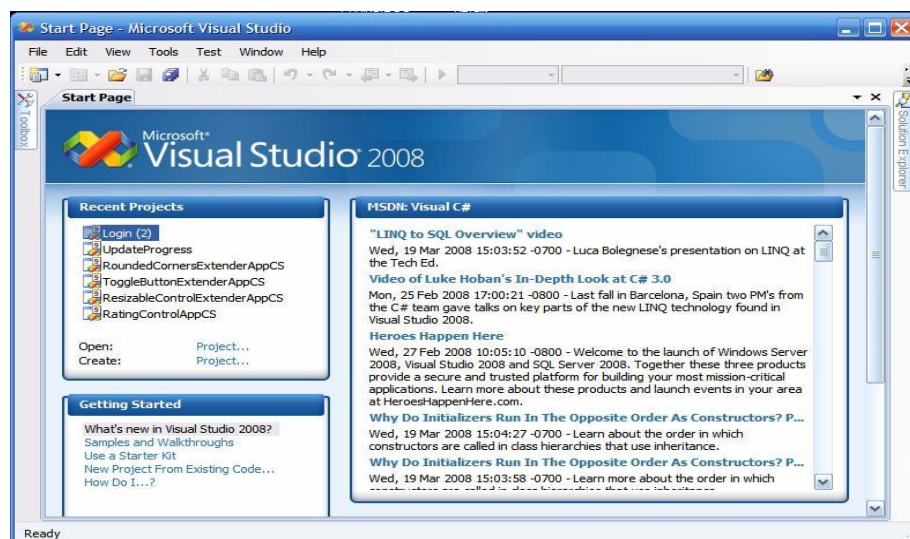 Start Page - Microsoft Visual Studio
File Edit View Tools Test Window Help
Toolbox
Start Page
Solution Explorer
Microsoft®
Visual Studio® 2008
Recent Projects
Login (2)
UpdateProgress
RoundedCornersExtenderAppCS
ToggleButtonExtenderAppCS
ResizableControlExtenderAppCS
RatingControlAppCS
Open: Project...
Create: Project...
Getting Started
What's new in Visual Studio 2008?
Samples and Walkthroughs
Use a Starter Kit
New Project From Existing Code...
How Do I...?
MSDN: Visual C#
"LINQ to SQL Overview" video
Wed, 19 Mar 2008 15:03:52 -0700 - Luca Bolegnese's presentation on LINQ at
the Tech Ed.
Video of Luke Hoban's In-Depth Look at C# 3.0
Mon, 25 Feb 2008 17:00:21 -0800 - Last fall in Barcelona, Spain two PM's from
the C# team gave talks on key parts of the new LINQ technology found in
Visual Studio 2008.
Heroes Happen Here
Wed, 27 Feb 2008 10:05:10 -0800 - Welcome to the launch of Windows Server
2008, Visual Studio 2008 and SQL Server 2008. Together these three products
provide a secure and trusted platform for building your most mission-critical
applications. Learn more about these products and launch events in your area
at HeroesHappenHere.com.
Why Do Initializers Run In The Opposite Order As Constructors? P...
Wed, 19 Mar 2008 15:04:27 -0700 - Learn about the order in which
constructors are called in class hierarchies that use inheritance.
Why Do Initializers Run In The Opposite Order As Constructors? P...
Wed, 19 Mar 2008 15:03:58 -0700 - Learn more about the order in which
Ready